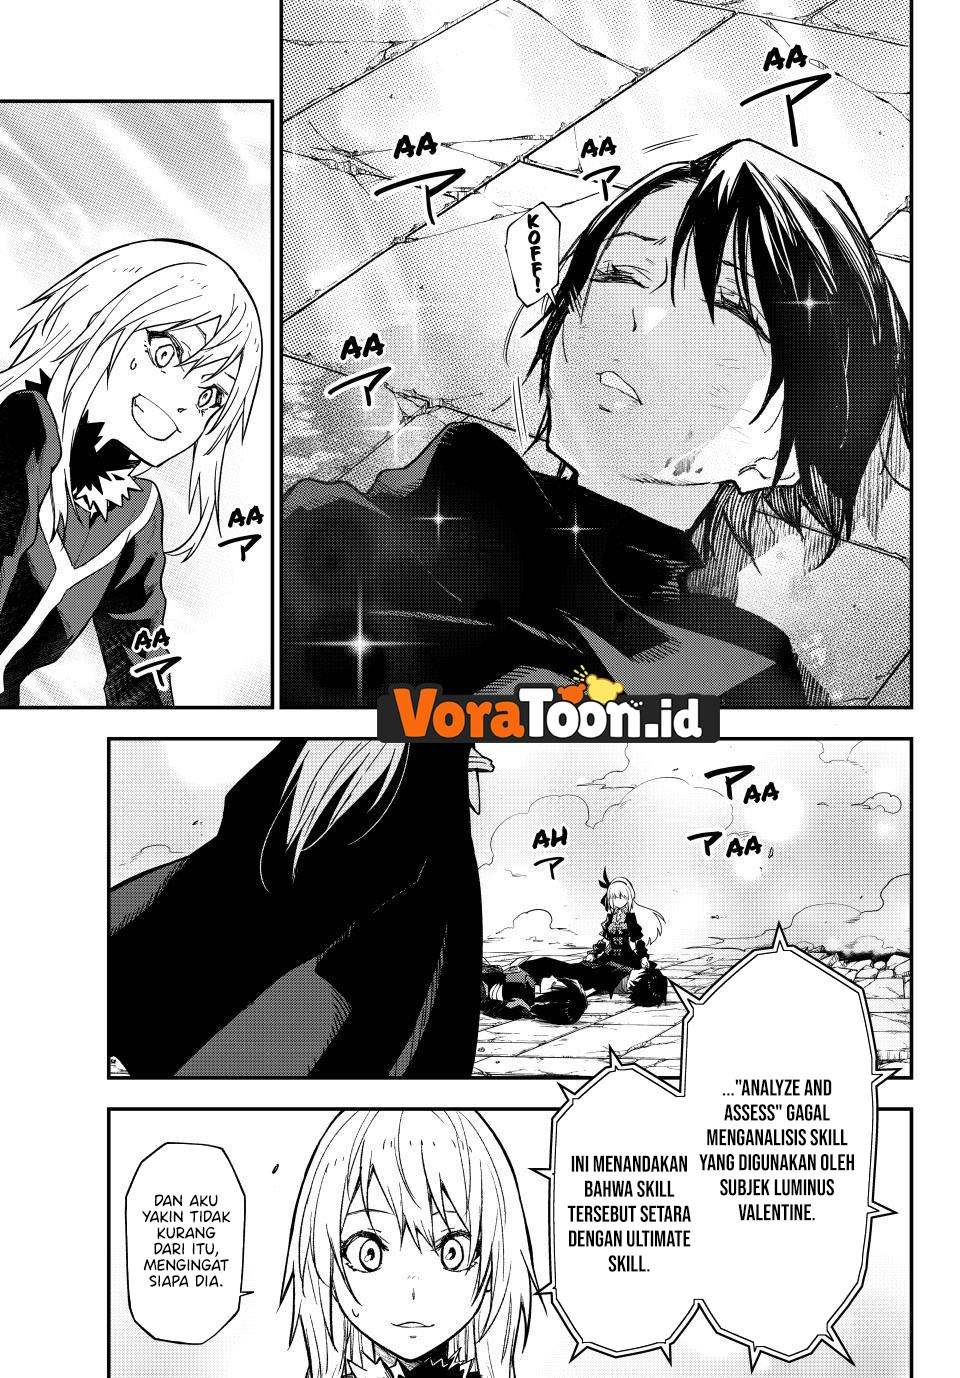 AA
ア
AA
ア
AA
ア
KOFF!
AA
ア
AA
ア
AA
ア
VoraToon.id
ア AA
ア AA
AH
ア
..."ANALYZE AND
ASSESS" GAGAL
MENGANALISIS SKILL
YANG DIGUNAKAN OLEH
SUBJEK LUMINUS
VALENTINE.
INI MENANDAKAN
BAHWA SKILL
TERSEBUT SETARA
DENGAN ULTIMATE
SKILL.
DAN AKU
YAKIN TIDAK
KURANG
DARI ITU,
MENGINGAT
SIAPA DIA.